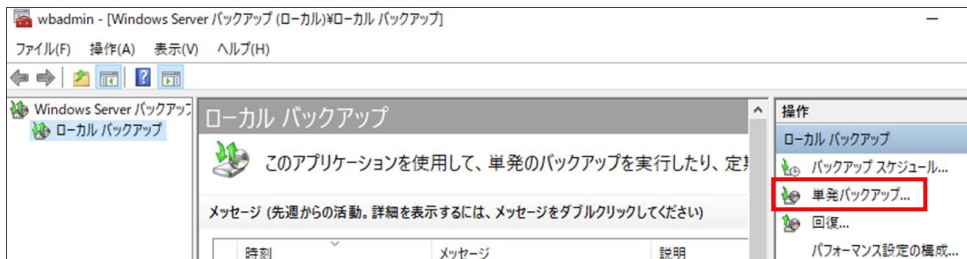 wbadmin - [Windows Server バックアップ (ローカル)¥ローカル バックアップ]
ファイル(F) 操作(A) 表示(V) ヘルプ(H)
Windows Server バックアップ
ローカル バックアップ
ローカル バックアップ
このアプリケーションを使用して、単発のバックアップを実行したり、定
メッセージ (先週からの活動。詳細を表示するには、メッセージをダブルクリックしてください)
時刻 メッセージ 説明
操作
ローカル バックアップ
バックアップ スケジュール...
単発バックアップ...
回復...
パフォーマンス設定の構成...